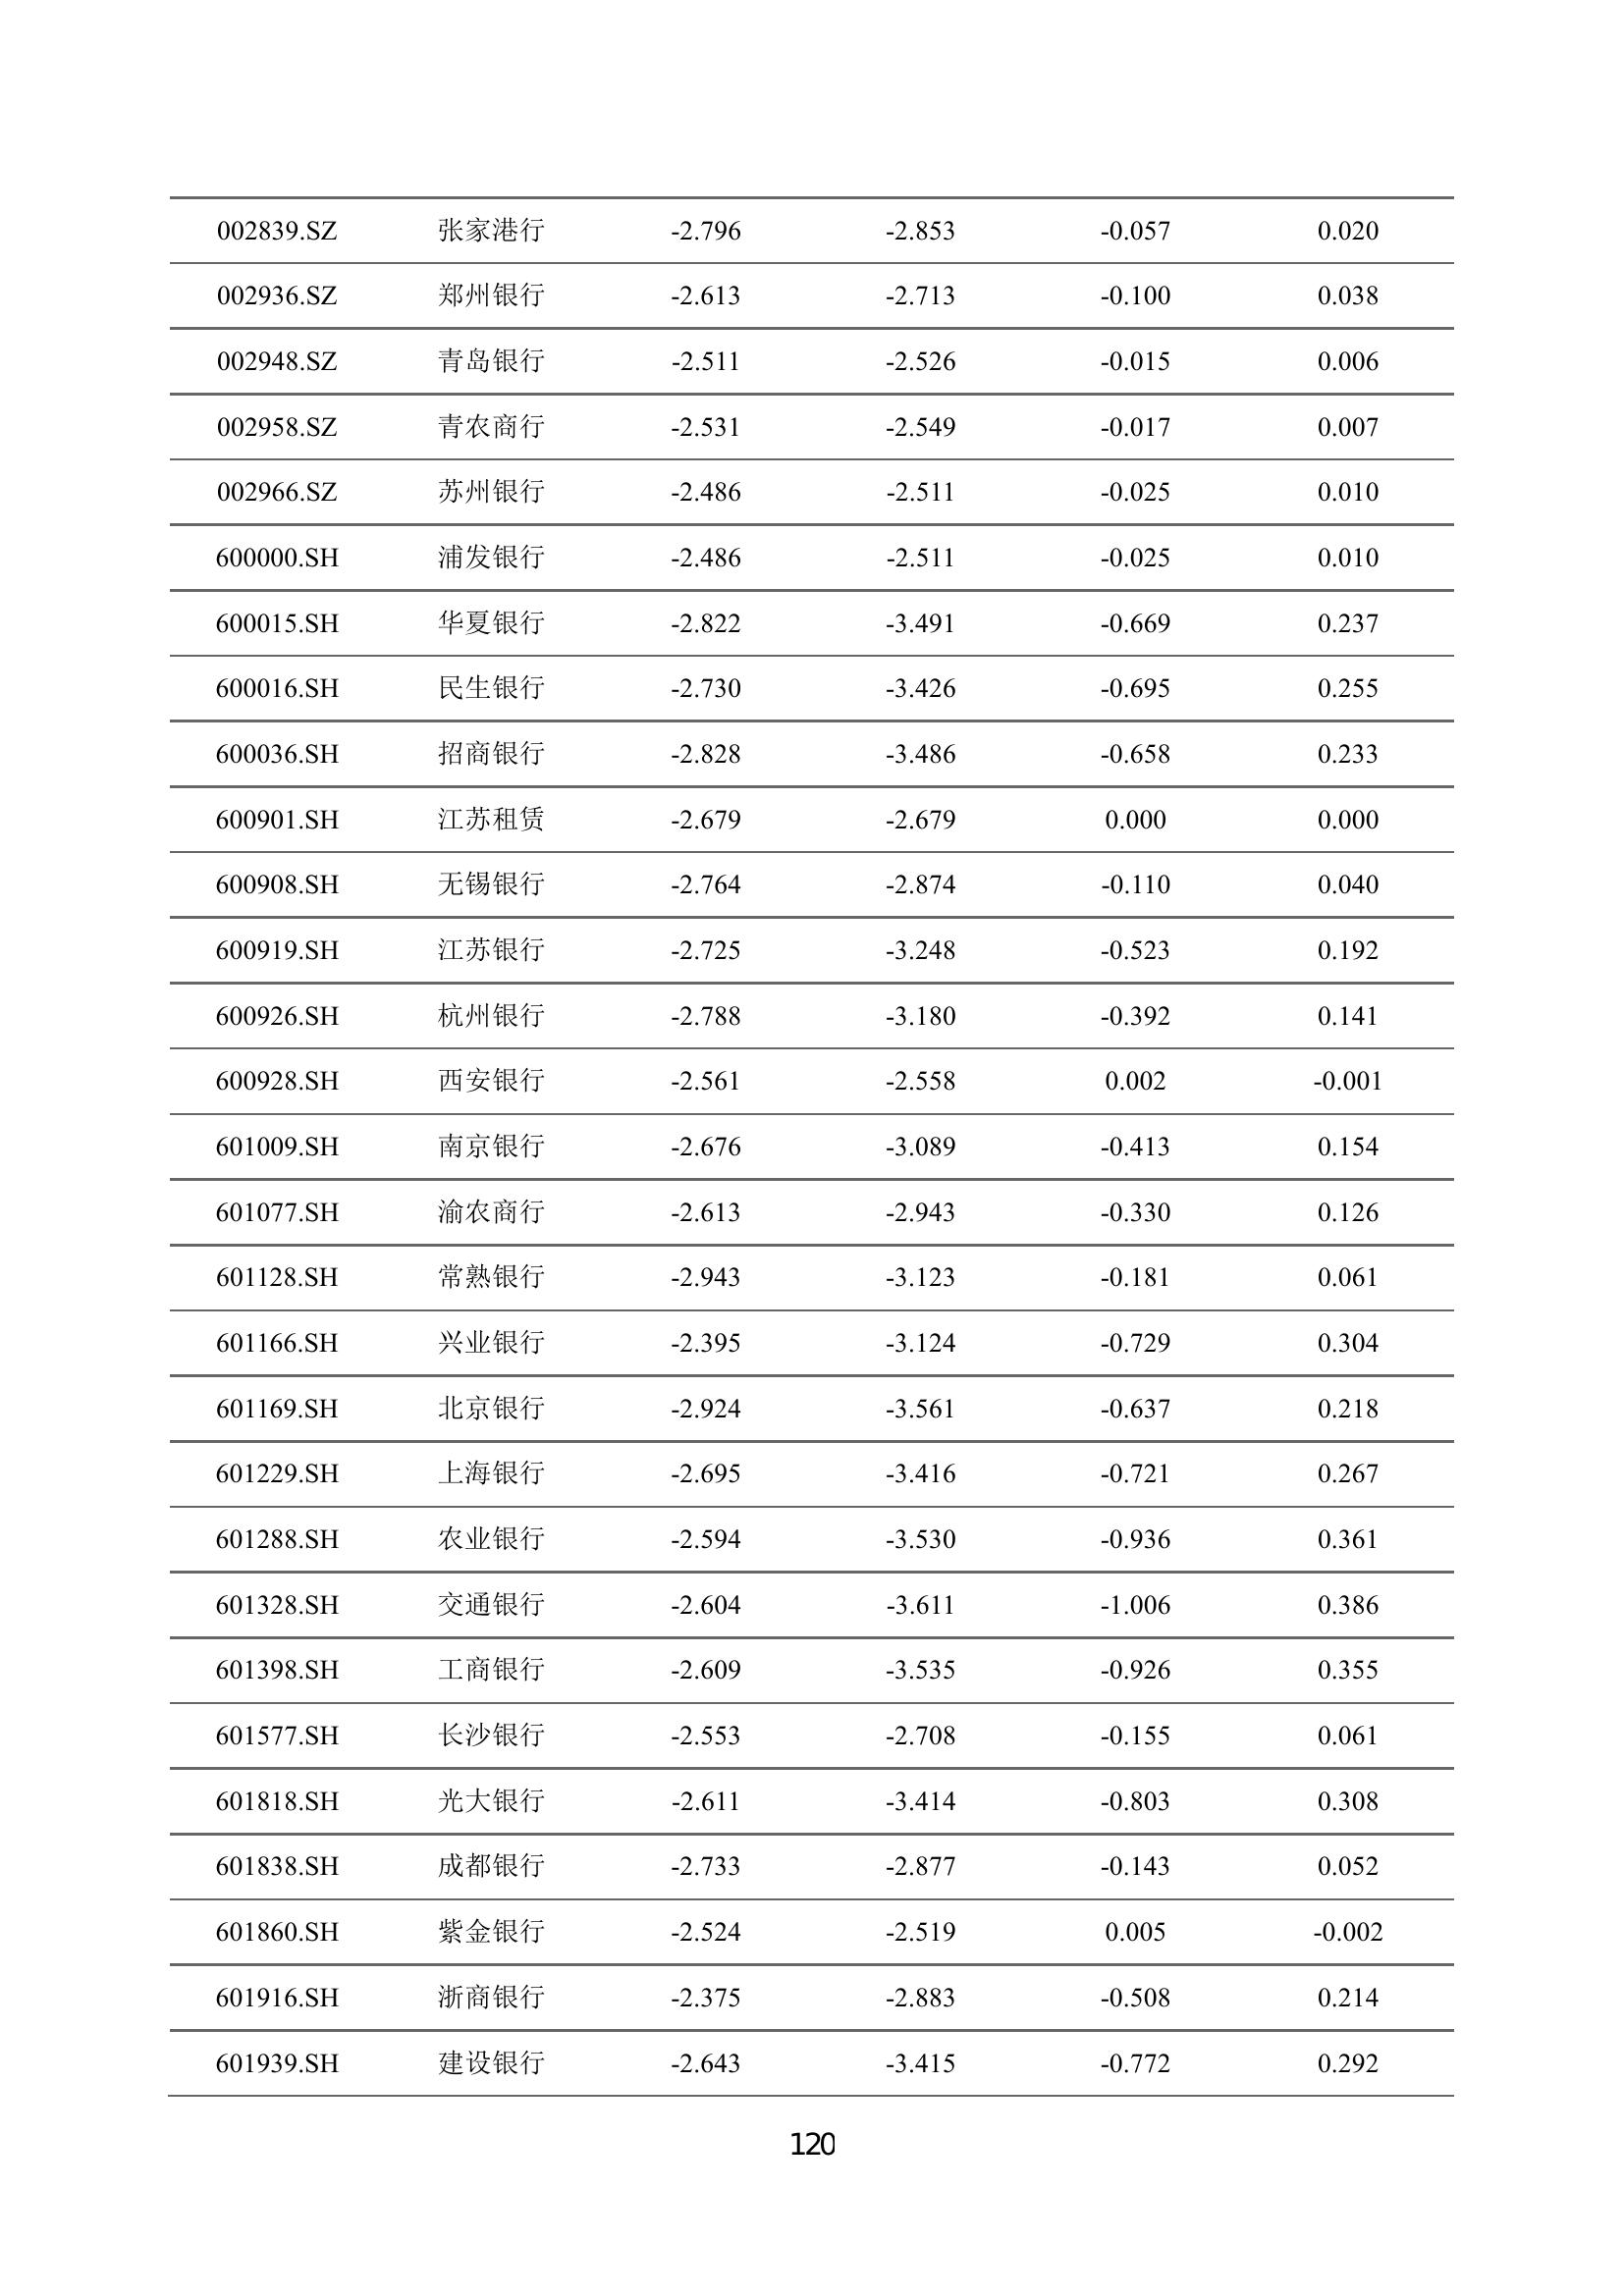 002839.SZ 张家港行 -2.796 -2.853 -0.057 0.020
002936.SZ 郑州银行 -2.613 -2.713 -0.100 0.038
002948.SZ 青岛银行 -2.511 -2.526 -0.015 0.006
002958.SZ 青农商行 -2.531 -2.549 -0.017 0.007
002966.SZ 苏州银行 -2.486 -2.511 -0.025 0.010
600000.SH 浦发银行 -2.486 -2.511 -0.025 0.010
600015.SH 华夏银行 -2.822 -3.491 -0.669 0.237
600016.SH 民生银行 -2.730 -3.426 -0.695 0.255
600036.SH 招商银行 -2.828 -3.486 -0.658 0.233
600901.SH 江苏租赁 -2.679 -2.679 0.000 0.000
600908.SH 无锡银行 -2.764 -2.874 -0.110 0.040
600919.SH 江苏银行 -2.725 -3.248 -0.523 0.192
600926.SH 杭州银行 -2.788 -3.180 -0.392 0.141
600928.SH 西安银行 -2.561 -2.558 0.002 -0.001
601009.SH 南京银行 -2.676 -3.089 -0.413 0.154
601077.SH 渝农商行 -2.613 -2.943 -0.330 0.126
601128.SH 常熟银行 -2.943 -3.123 -0.181 0.061
601166.SH 兴业银行 -2.395 -3.124 -0.729 0.304
601169.SH 北京银行 -2.924 -3.561 -0.637 0.218
601229.SH 上海银行 -2.695 -3.416 -0.721 0.267
601288.SH 农业银行 -2.594 -3.530 -0.936 0.361
601328.SH 交通银行 -2.604 -3.611 -1.006 0.386
601398.SH 工商银行 -2.609 -3.535 -0.926 0.355
601577.SH 长沙银行 -2.553 -2.708 -0.155 0.061
601818.SH 光大银行 -2.611 -3.414 -0.803 0.308
601838.SH 成都银行 -2.733 -2.877 -0.143 0.052
601860.SH 紫金银行 -2.524 -2.519 0.005 -0.002
601916.SH 浙商银行 -2.375 -2.883 -0.508 0.214
601939.SH 建设银行 -2.643 -3.415 -0.772 0.292
120